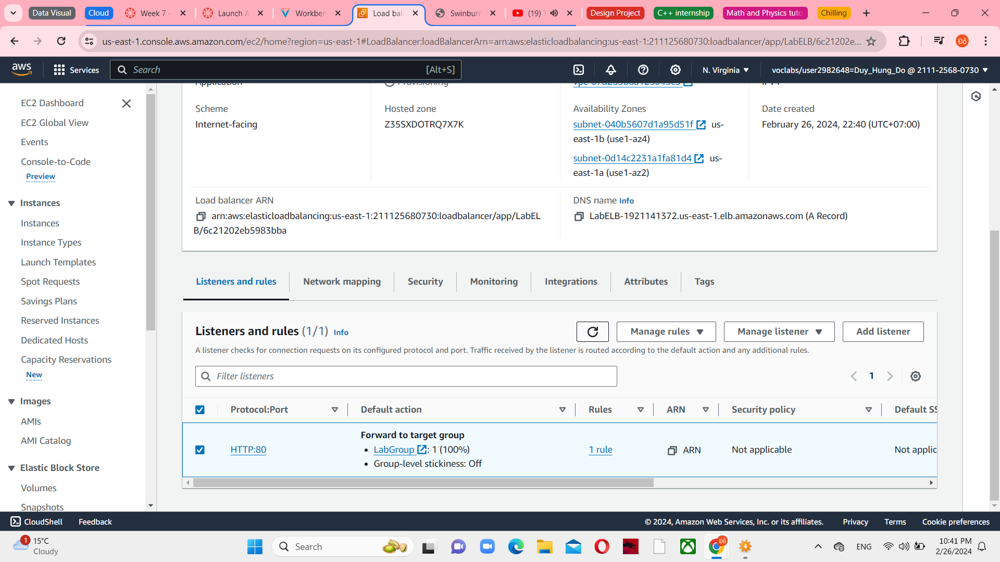 Data Visual
Cloud
Week 7 -
Launch A
Workben
Load bala
Swinburn
(19) T
Design Project
C++ internship
Math and Physics tuto
Chilling
us-east-1.console.aws.amazon.com/ec2/home?region=us-east-1#LoadBalancer:loadBalancerArn=arn:aws:elasticloadbalancing:us-east-1:211125680730:loadbalancer/app/LabELB/6c21202e...
Đỗ
aws
Services
Search
[Alt+S]
N. Virginia
voclabs/user2982648=Duy_Hung_Do @ 2111-2568-0730
EC2 Dashboard
EC2 Global View
Events
Console-to-Code
Preview
Instances
Instances
Instance Types
Launch Templates
Spot Requests
Savings Plans
Reserved Instances
Dedicated Hosts
Capacity Reservations
New
Images
AMIs
AMI Catalog
Elastic Block Store
Volumes
Snapshots
Application
Provisioning
IPv4
Scheme
Internet-facing
Hosted zone
Z35SXDOTRQ7X7K
Availability Zones
subnet-040b5607d1a95d51f us-
east-1b (use1-az4)
subnet-0d14c2231a1fa81d4 us-
east-1a (use1-az2)
Date created
February 26, 2024, 22:40 (UTC+07:00)
Load balancer ARN
arn:aws:elasticloadbalancing:us-east-1:211125680730:loadbalancer/app/LabEL
B/6c21202eb5983bba
DNS name Info
LabELB-1921141372.us-east-1.elb.amazonaws.com (A Record)
Listeners and rules
Network mapping
Security
Monitoring
Integrations
Attributes
Tags
Listeners and rules (1/1) Info
Manage rules
Manage listener
Add listener
A listener checks for connection requests on its configured protocol and port. Traffic received by the listener is routed according to the default action and any additional rules.
Filter listeners
1
Protocol:Port
Default action
Rules
ARN
Security policy
Default SS
HTTP:80
Forward to target group
• LabGroup : 1 (100%)
• Group-level stickiness: Off
1 rule
ARN
Not applicable
Not applic
CloudShell
Feedback
© 2024, Amazon Web Services, Inc. or its affiliates.
Privacy
Terms
Cookie preferences
1
15°C
Cloudy
Search
Đỗ
ENG
10:41 PM
2/26/2024